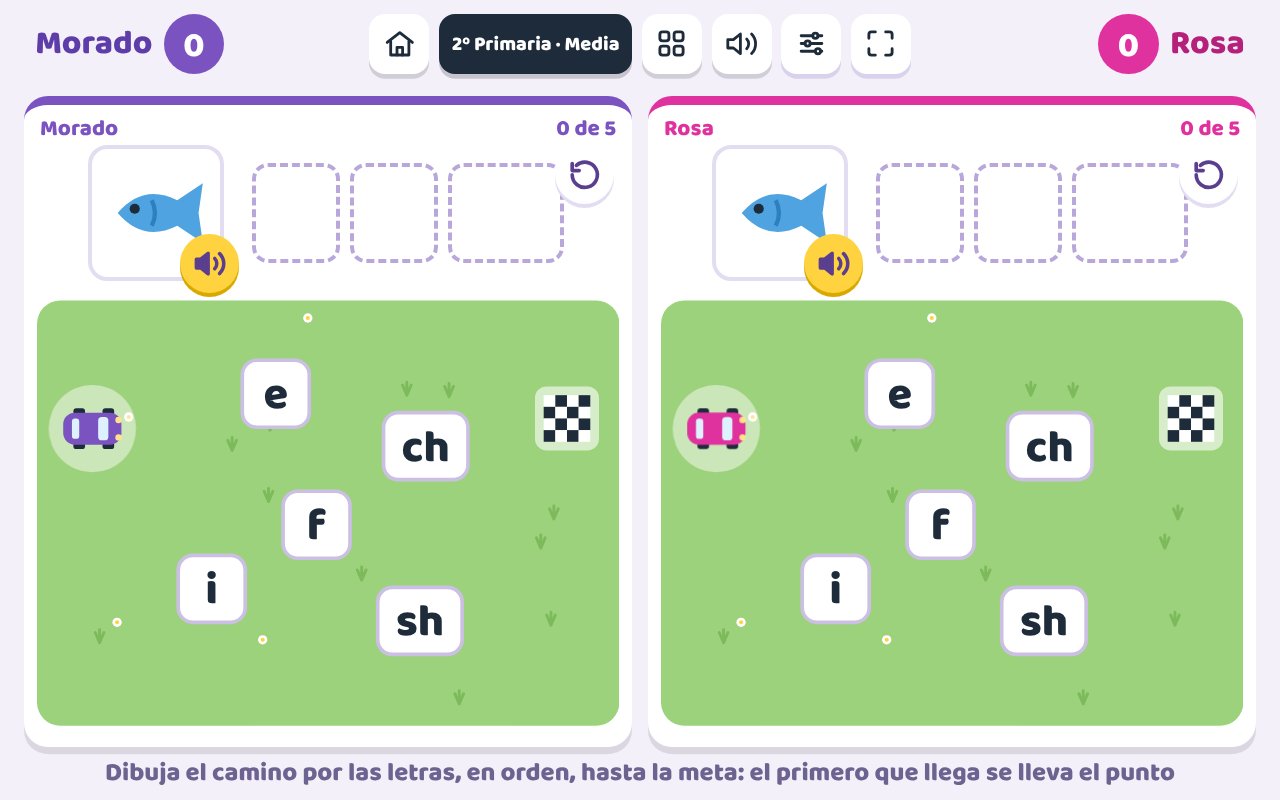 Morado 0
2º Primaria · Media
0 Rosa
Morado 0 de 5
e
ch
f
i
sh
Rosa 0 de 5
e
ch
f
i
sh
Dibuja el camino por las letras, en orden, hasta la meta: el primero que llega se lleva el punto